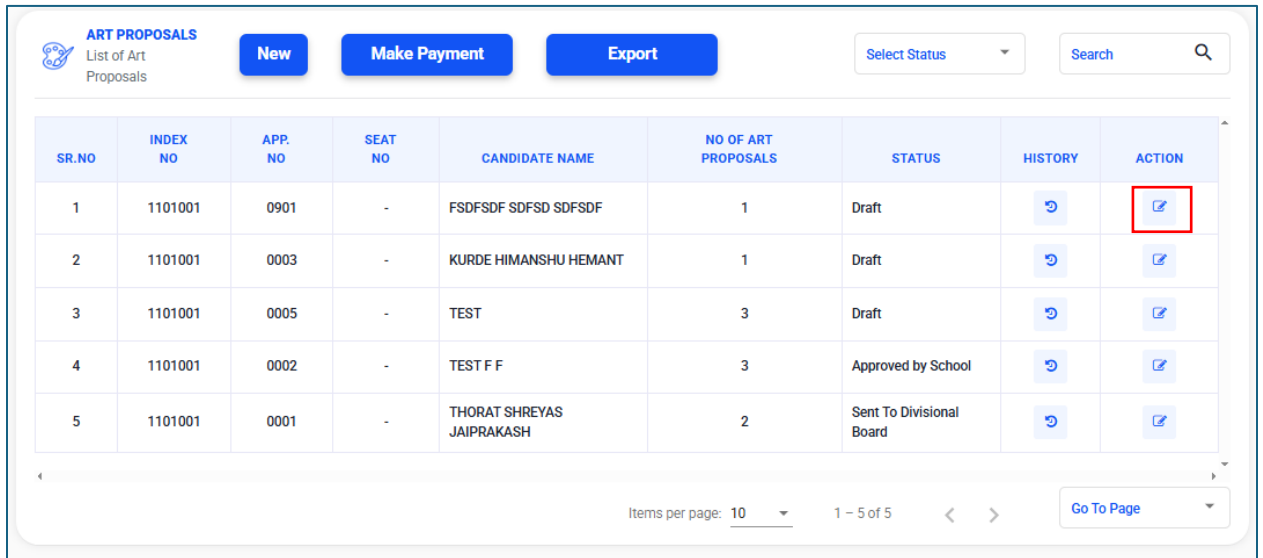 ART PROPOSALS
List of Art
Proposals
New
Make Payment
Export
Select Status
Search
SR.NO
INDEX
NO
APP.
NO
SEAT
NO
CANDIDATE NAME
NO OF ART
PROPOSALS
STATUS
HISTORY
ACTION
1 1101001 0901 - FSDFSDF SDFSD SDFSDF 1 Draft
2 1101001 0003 - KURDE HIMANSHU HEMANT 1 Draft
3 1101001 0005 - TEST 3 Draft
4 1101001 0002 - TEST F F 3 Approved by School
5 1101001 0001 - THORAT SHREYAS
JAIPRAKASH
2
Sent To Divisional
Board
Items per page: 10 1 – 5 of 5
Go To Page